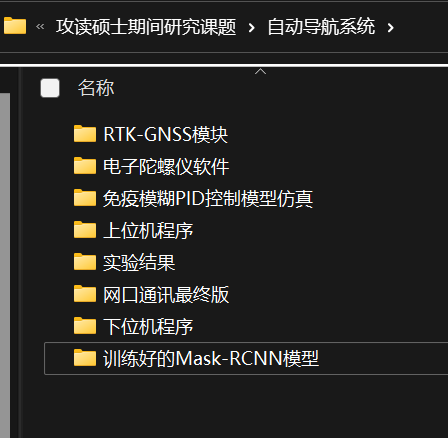 « 攻读硕士期间研究课题 > 自动导航系统 >
名称
RTK-GNSS模块
电子陀螺仪软件
免疫模糊PID控制模型仿真
上位机程序
实验结果
网口通讯最终版
下位机程序
训练好的Mask-RCNN模型